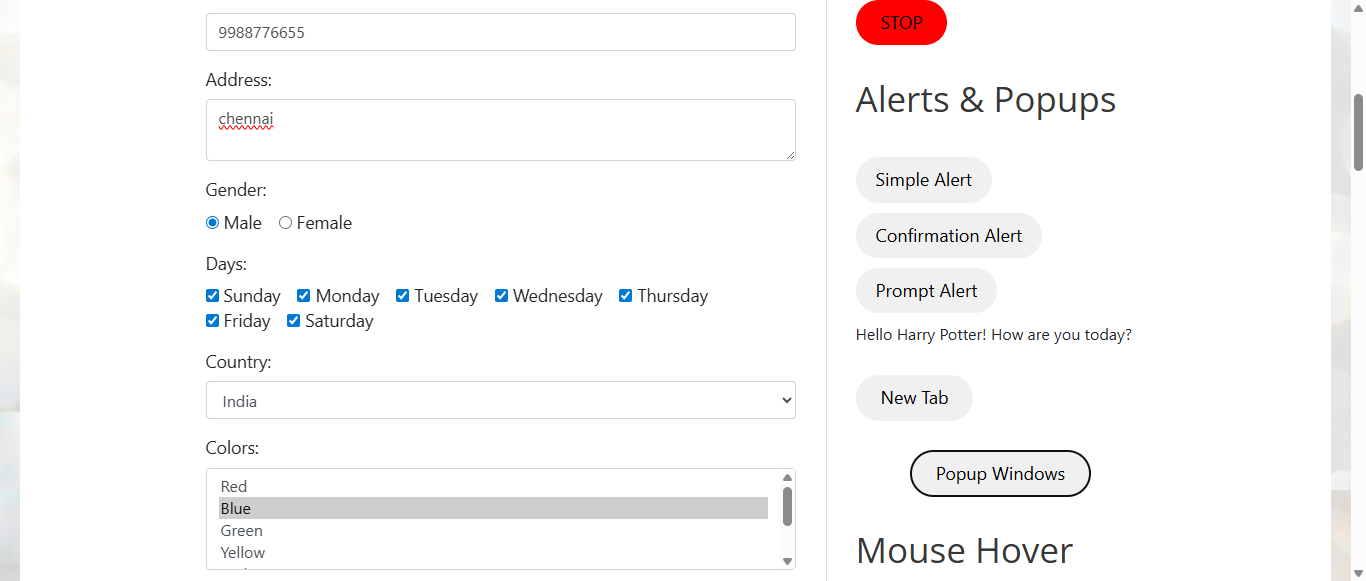 9988776655
Address:
chennai
Gender:
Male Female
Days:
Sunday Monday Tuesday Wednesday Thursday
Friday Saturday
Country:
India
Colors:
Red
Blue
Green
Yellow
STOP
Alerts & Popups
Simple Alert
Confirmation Alert
Prompt Alert
Hello Harry Potter! How are you today?
New Tab
Popup Windows
Mouse Hover